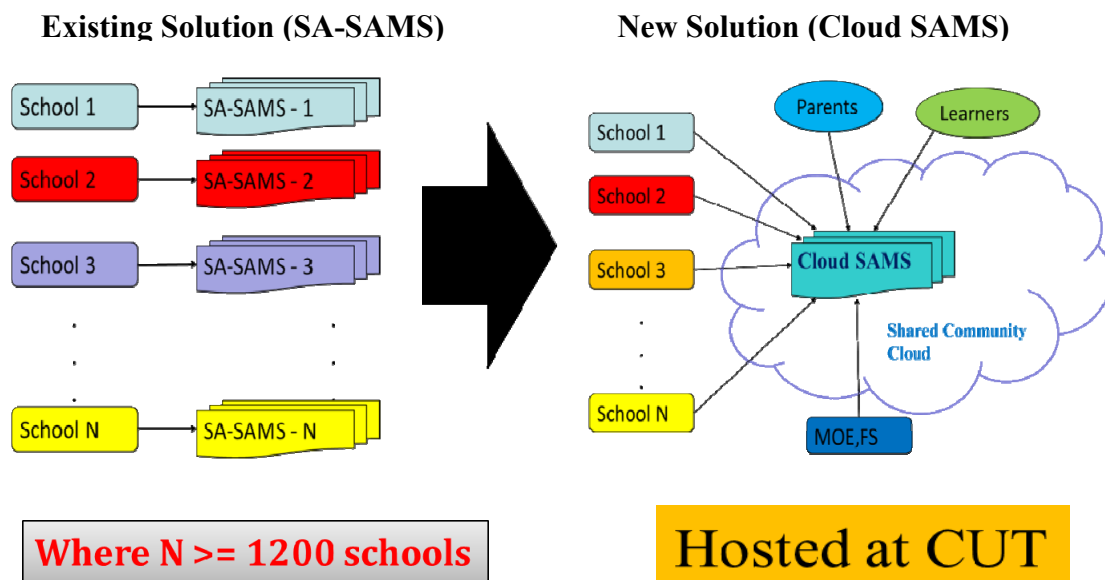 Existing Solution (SA-SAMS)
School 1
SA-SAMS - 1
School 2
SA-SAMS - 2
School 3
SA-SAMS - 3
School N
SA-SAMS - N
Where N >= 1200 schools
New Solution (Cloud SAMS)
Parents
Learners
School 1
School 2
School 3
Cloud SAMS
Shared Community
Cloud
School N
MOE,FS
Hosted at CUT